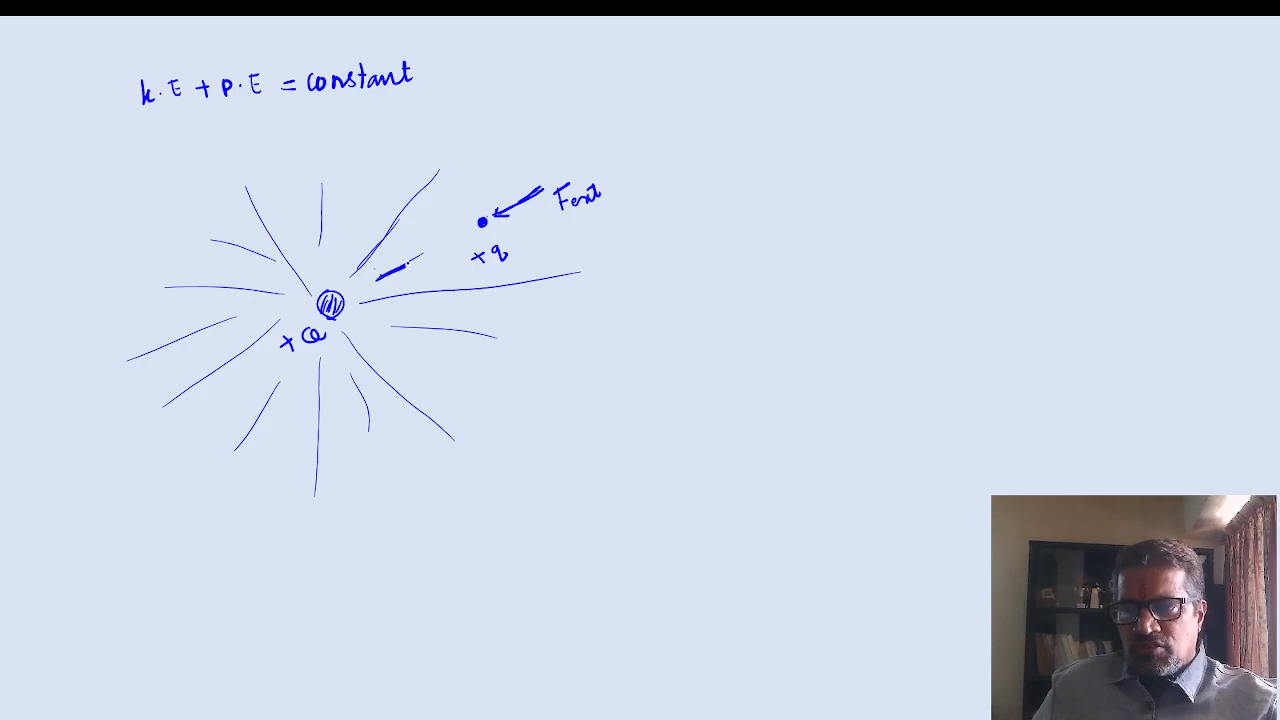 K.E + P.E = constant
Fext
+q
+Q